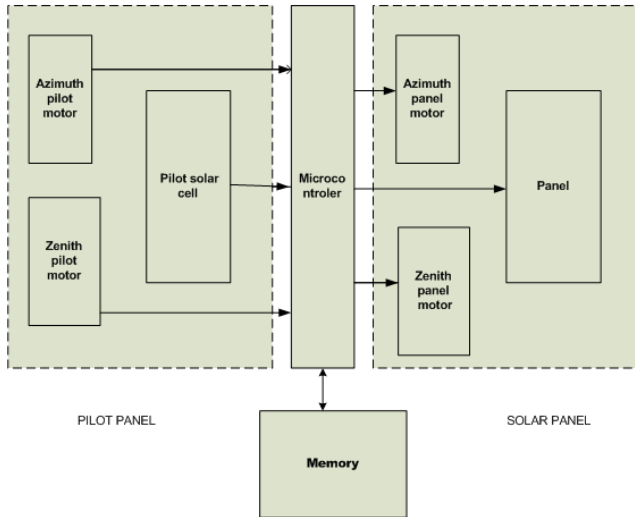 Azimuth
pilot
motor
Pilot solar
cell
Zenith
pilot
motor
Microco
ntroler
Azimuth
panel
motor
Panel
Zenith
panel
motor
PILOT PANEL
SOLAR PANEL
Memory